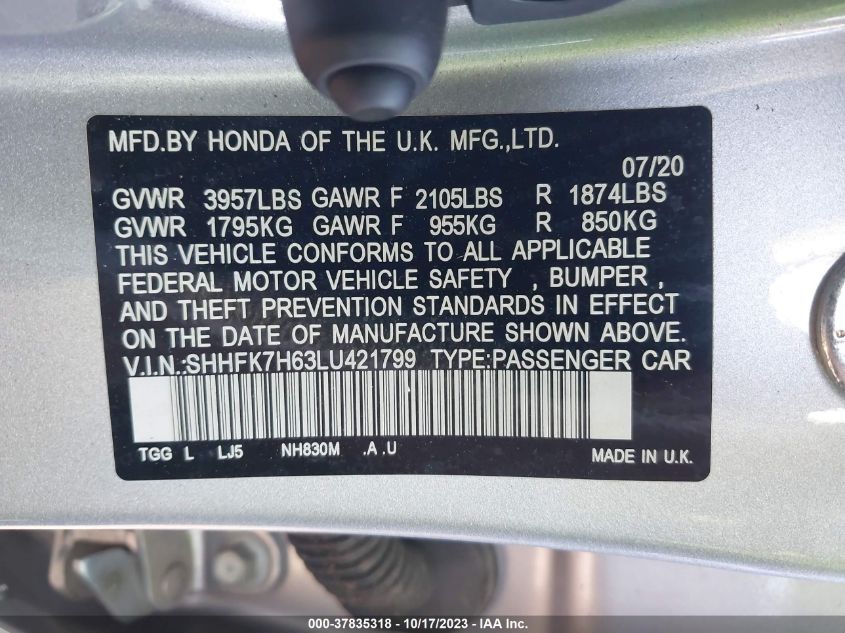 MFD.BY HONDA OF THE U.K. MFG.,LTD.
07/20
GVWR 3957LBS GAWR F 2105LBS R 1874LBS
GVWR 1795KG GAWR F 955KG R 850KG
THIS VEHICLE CONFORMS TO ALL APPLICABLE
FEDERAL MOTOR VEHICLE SAFETY , BUMPER ,
AND THEFT PREVENTION STANDARDS IN EFFECT
ON THE DATE OF MANUFACTURE SHOWN ABOVE.
V.I.N.:SHHFK7H63LU421799 TYPE:PASSENGER CAR
TGG L LJ5 NH830M .A .U MADE IN U.K.
000-37835318 - 10/17/2023 - IAA Inc.